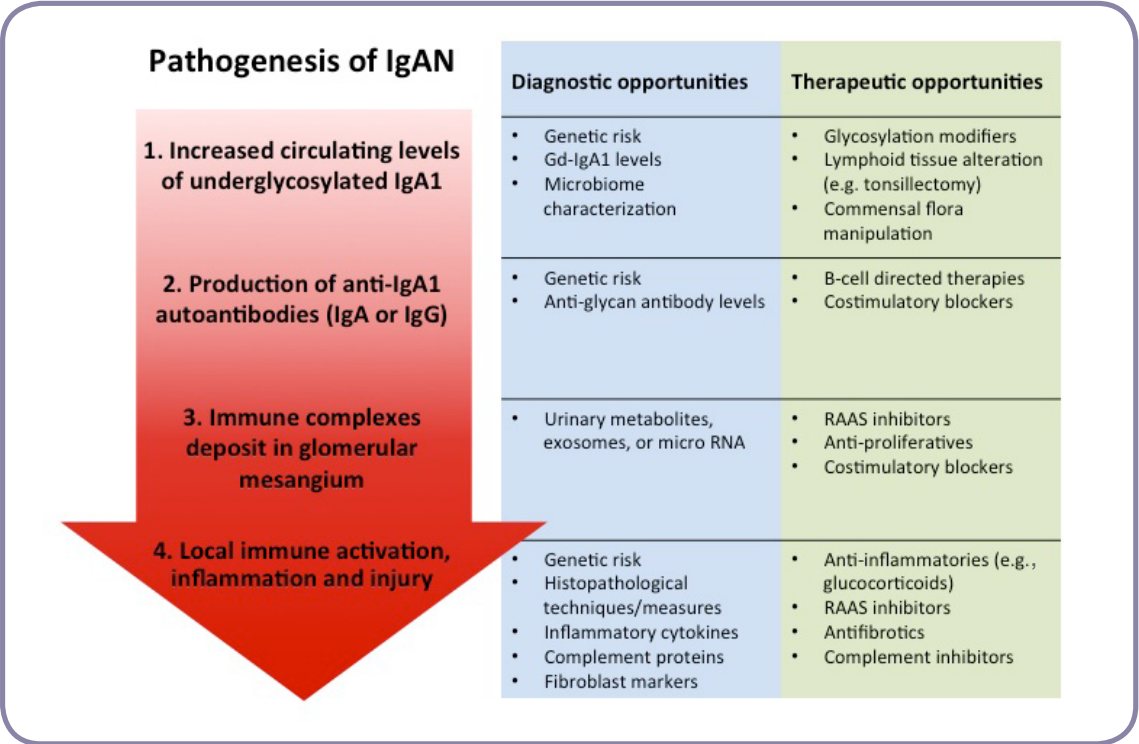 Pathogenesis of IgAN
Diagnostic opportunities
Therapeutic opportunities
1. Increased circulating levels
of underglycosylated IgA1
• Genetic risk
• Gd-IgA1 levels
• Microbiome
characterization
• Glycosylation modifiers
• Lymphoid tissue alteration
(e.g. tonsillectomy)
• Commensal flora
manipulation
2. Production of anti-IgA1
autoantibodies (IgA or IgG)
• Genetic risk
• Anti-glycan antibody levels
• B-cell directed therapies
• Costimulatory blockers
3. Immune complexes
deposit in glomerular
mesangium
• Urinary metabolites,
exosomes, or micro RNA
• RAAS inhibitors
• Anti-proliferatives
• Costimulatory blockers
4. Local immune activation,
inflammation and injury
• Genetic risk
• Histopathological
techniques/measures
• Inflammatory cytokines
• Complement proteins
• Fibroblast markers
• Anti-inflammatories (e.g.,
glucocorticoids)
• RAAS inhibitors
• Antifibrotics
• Complement inhibitors